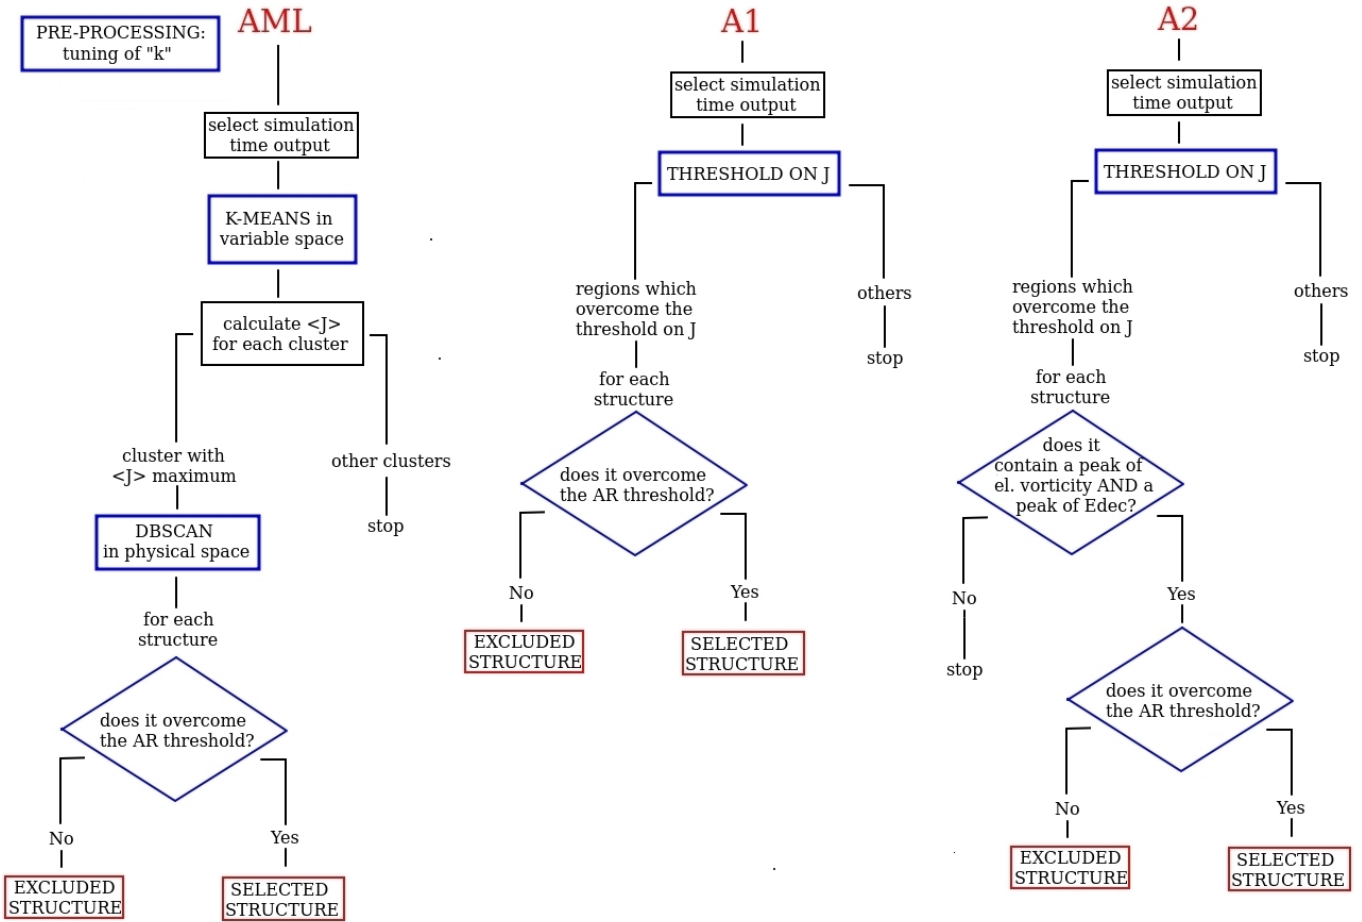 PRE-PROCESSING:
tuning of "k"
AML
select simulation
time output
K-MEANS in
variable space
calculate <J>
for each cluster
cluster with
<J> maximum
other clusters
stop
DBSCAN
in physical space
for each
structure
does it overcome
the AR threshold?
No
Yes
EXCLUDED
STRUCTURE
SELECTED
STRUCTURE
A1
select simulation
time output
THRESHOLD ON J
regions which
overcome the
threshold on J
others
stop
for each
structure
does it overcome
the AR threshold?
No
Yes
EXCLUDED
STRUCTURE
SELECTED
STRUCTURE
A2
select simulation
time output
THRESHOLD ON J
regions which
overcome the
threshold on J
others
stop
for each
structure
does it
contain a peak of
el. vorticity AND a
peak of Edec?
No
stop
Yes
does it overcome
the AR threshold?
No
Yes
EXCLUDED
STRUCTURE
SELECTED
STRUCTURE